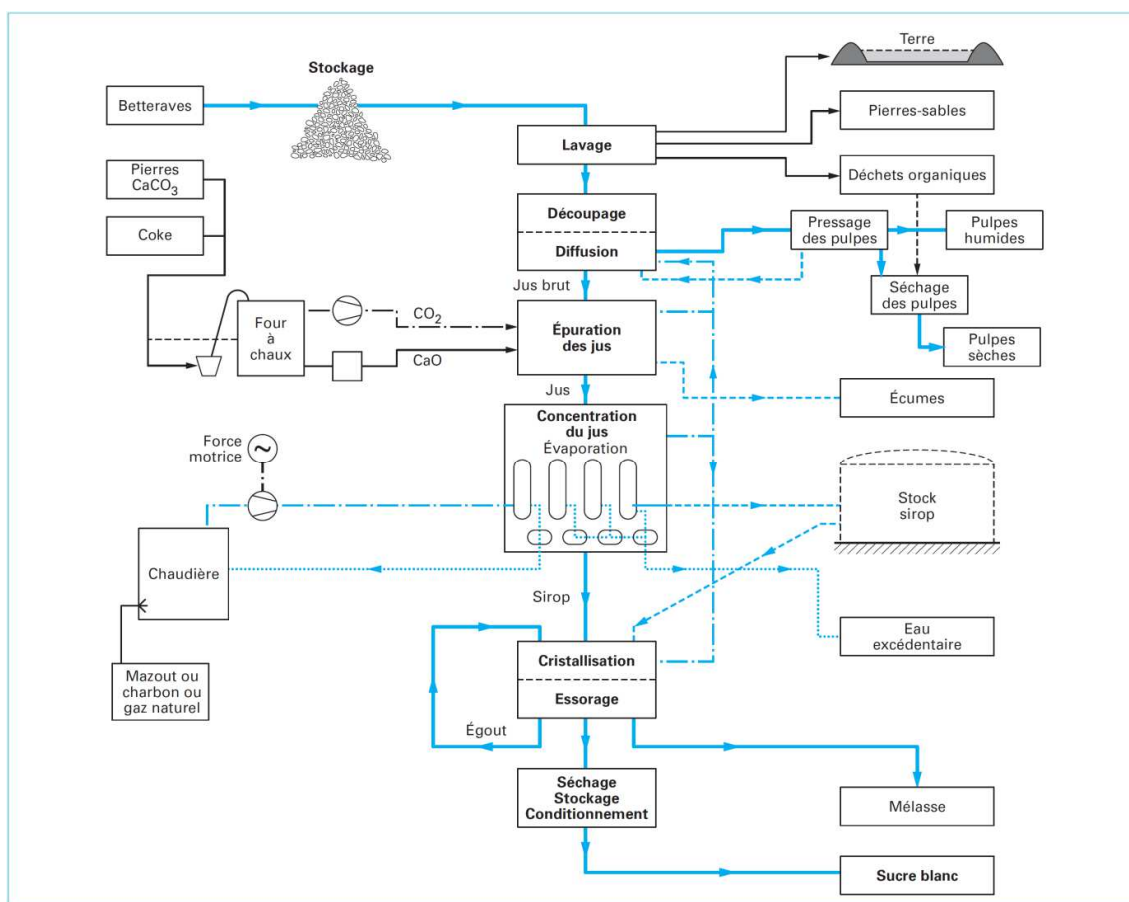 Terre
Stockage
Betteraves
Pierres-sables
Lavage
Pierres
CaCO3
Déchets organiques
Découpage
Coke
Pressage
des pulpes
Pulpes
humides
Diffusion
Jus brut
Séchage
des pulpes
CO2
Four
à
chaux
Épuration
des jus
Pulpes
sèches
CaO
Jus
Écumes
Concentration
du jus
Évaporation
Force
motrice
~
Stock
sirop
Chaudière
Sirop
Eau
excédentaire
Cristallisation
Mazout ou
charbon ou
gaz naturel
Essorage
Égout
Séchage
Stockage
Conditionnement
Mélasse
Sucre blanc